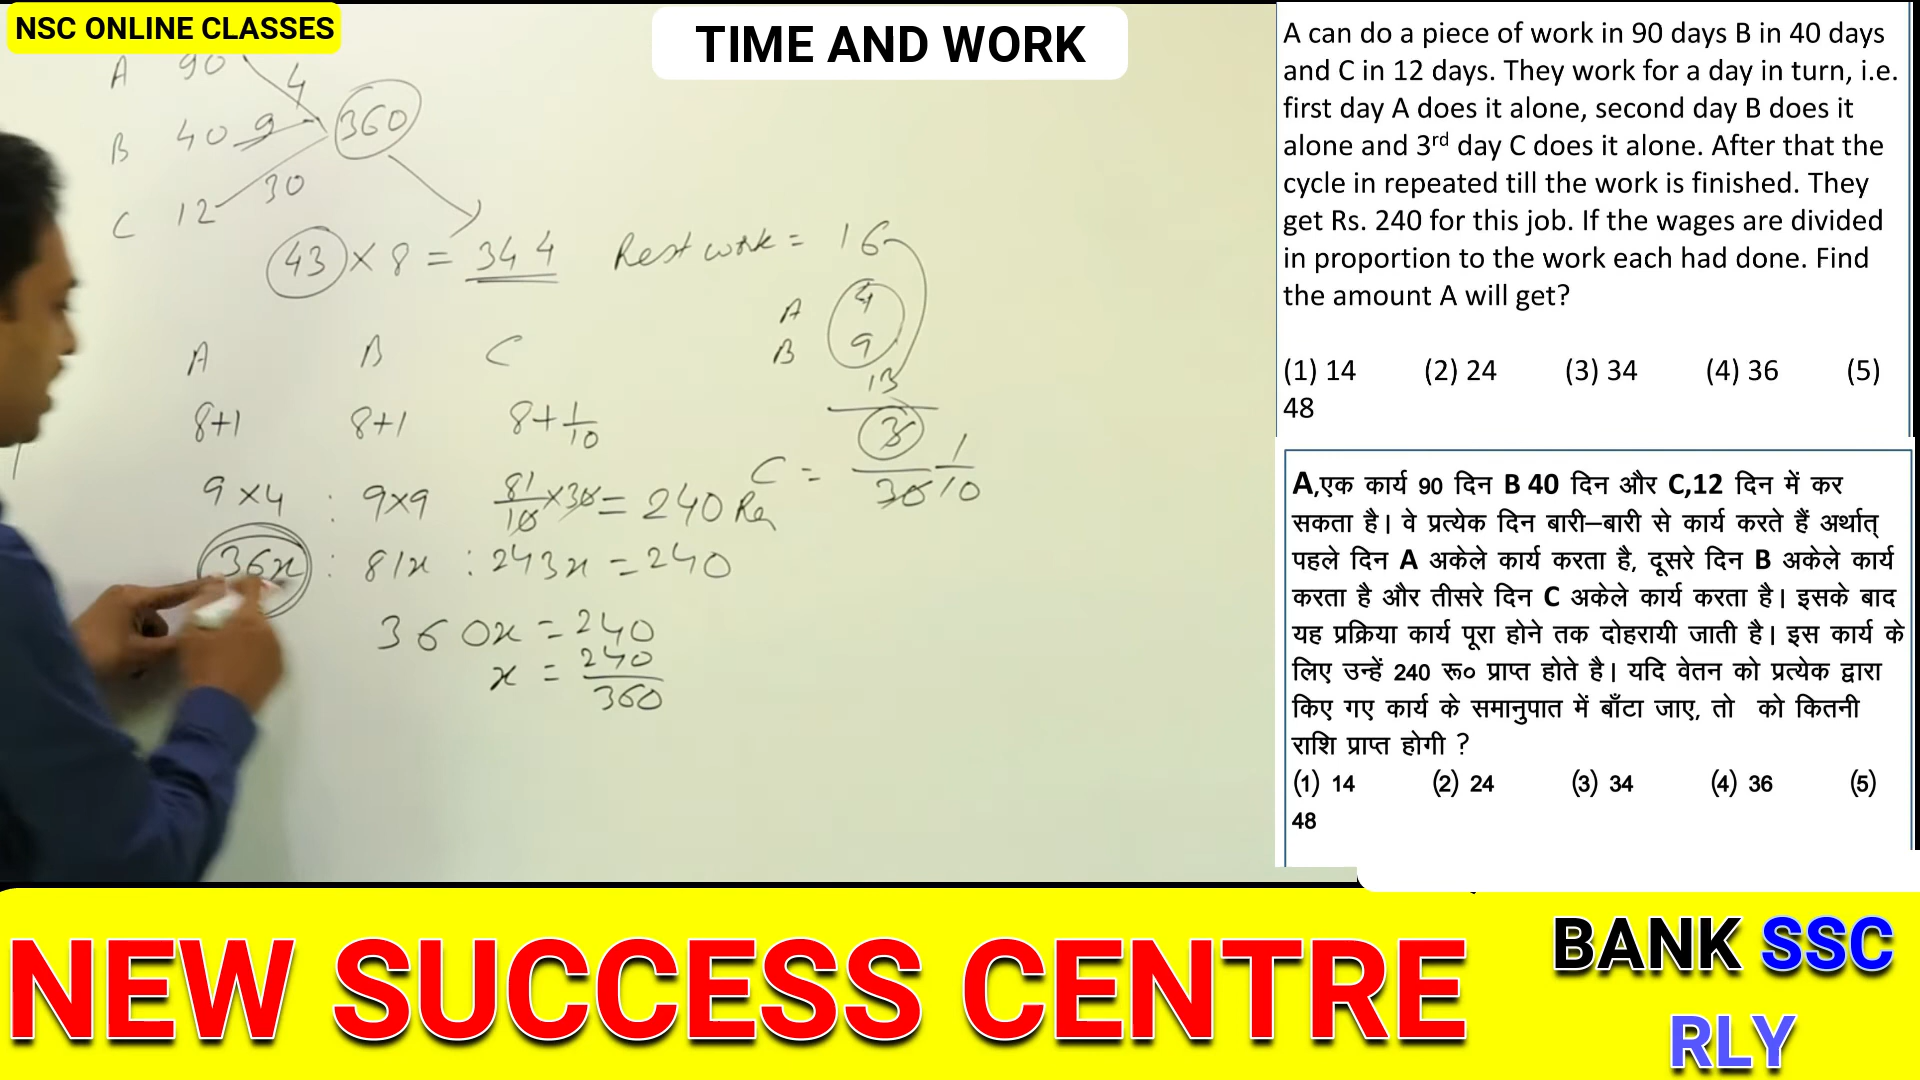 NSC ONLINE CLASSES
TIME AND WORK
A 90 4
B 40 9 360
C 12 30
43 × 8 = 344 Rest work = 16
A 4
B 9
13
3
C = 3/30 1/10
A B C
8+1 8+1 8+1/10
9×4 : 9×9 81/10×30 = 240 Rs
36x : 81x : 243x = 240
360x = 240
x = 240/360
A can do a piece of work in 90 days B in 40 days
and C in 12 days. They work for a day in turn, i.e.
first day A does it alone, second day B does it
alone and 3rd day C does it alone. After that the
cycle in repeated till the work is finished. They
get Rs. 240 for this job. If the wages are divided
in proportion to the work each had done. Find
the amount A will get?
(1) 14 (2) 24 (3) 34 (4) 36 (5)
48
A,एक कार्य 90 दिन B 40 दिन और C,12 दिन में कर
सकता है। वे प्रत्येक दिन बारी–बारी से कार्य करते हैं अर्थात्
पहले दिन A अकेले कार्य करता है, दूसरे दिन B अकेले कार्य
करता है और तीसरे दिन C अकेले कार्य करता है। इसके बाद
यह प्रक्रिया कार्य पूरा होने तक दोहरायी जाती है। इस कार्य के
लिए उन्हें 240 रू० प्राप्त होते है। यदि वेतन को प्रत्येक द्वारा
किए गए कार्य के समानुपात में बाँटा जाए, तो को कितनी
राशि प्राप्त होगी ?
(1) 14 (2) 24 (3) 34 (4) 36 (5)
48
NEW SUCCESS CENTRE
BANK SSC
RLY